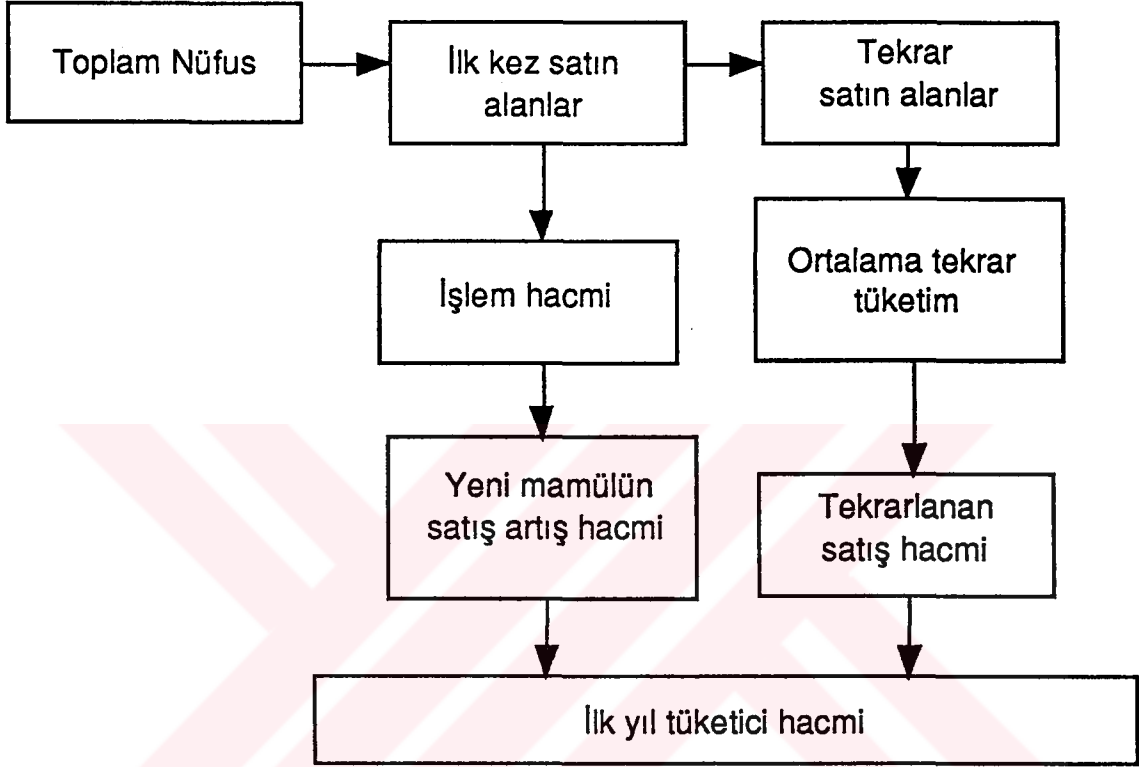 Toplam Nüfus
İlk kez satın
alanlar
Tekrar
satın alanlar
İşlem hacmi
Ortalama tekrar
tüketim
Yeni mamülün
satış artış hacmi
Tekrarlanan
satış hacmi
İlk yıl tüketici hacmi